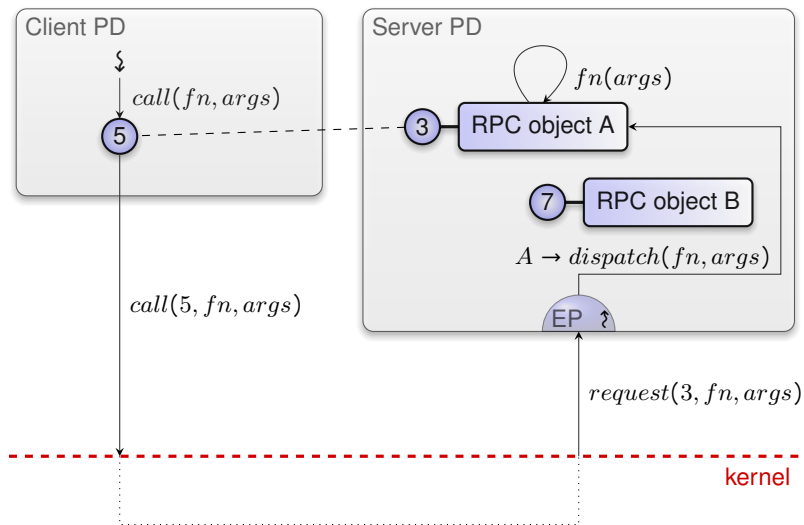 Client PD
Server PD
fn(args)
call(fn, args)
5
3
RPC object A
7
RPC object B
A → dispatch(fn, args)
call(5, fn, args)
EP
request(3, fn, args)
kernel